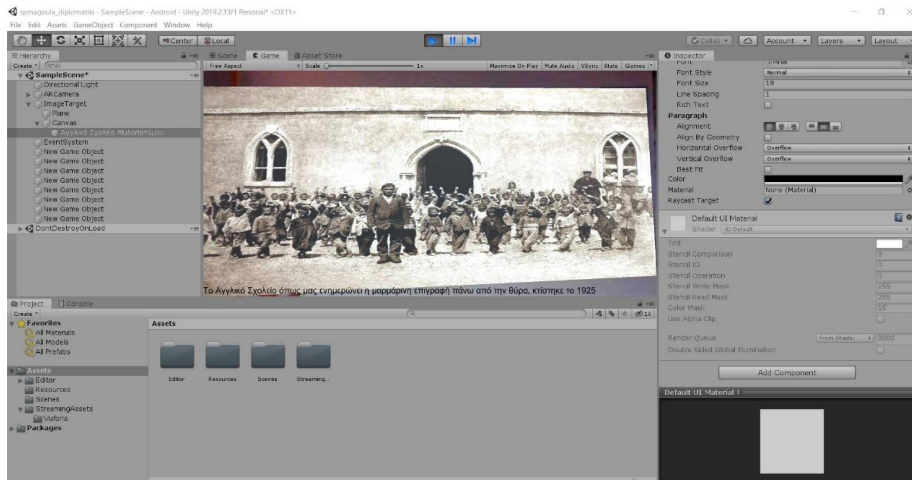 spmagoula_diplomatiki - SampleScene - Android - Unity 2019.2.13f1 Personal* <DX11>
File Edit Assets GameObject Component Window Help
Center Local Collab Account Layers Layout
Hierarchy Scene Game Asset Store Inspector
Create Free Aspect Scale 1x Maximize On Play Mute Audio VSync Stats Gizmos
SampleScene*
Directional Light
ARCamera
ImageTarget
Plane
Canvas
Αγγλικό Σχολείο Μυλοποτάμου
EventSystem
New Game Object
New Game Object
New Game Object
New Game Object
New Game Object
New Game Object
New Game Object
New Game Object
DontDestroyOnLoad
Το Αγγλικό Σχολείο όπως μας ενημερώνει η μαρμάρινη επιγραφή πάνω από την θύρα, κτίστηκε το 1925
Font Style Normal
Font Size 18
Line Spacing 1
Rich Text
Paragraph
Alignment
Align By Geometry
Horizontal Overflow Overflow
Vertical Overflow Overflow
Best Fit
Color
Material None (Material)
Raycast Target
Default UI Material
Shader UI/Default
Tint
Stencil Comparison 8
Stencil ID 0
Stencil Operation 0
Stencil Write Mask 255
Stencil Read Mask 255
Color Mask 15
Use Alpha Clip
Render Queue From Shader 3000
Double Sided Global Illumination
Add Component
Default UI Material
Project Console
Create
Favorites
All Materials
All Models
All Prefabs
Assets
Editor
Resources
Scenes
StreamingAssets
Vuforia
Packages
Assets
Editor Resources Scenes Streaming...